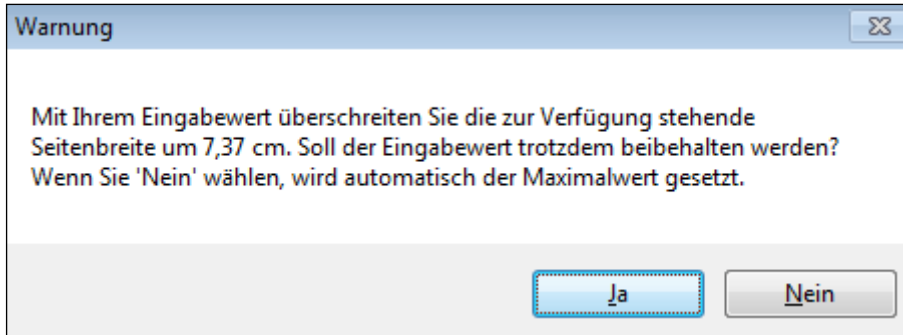 Warnung
Mit Ihrem Eingabewert überschreiten Sie die zur Verfügung stehende
Seitenbreite um 7,37 cm. Soll der Eingabewert trotzdem beibehalten werden?
Wenn Sie 'Nein' wählen, wird automatisch der Maximalwert gesetzt.
Ja
Nein